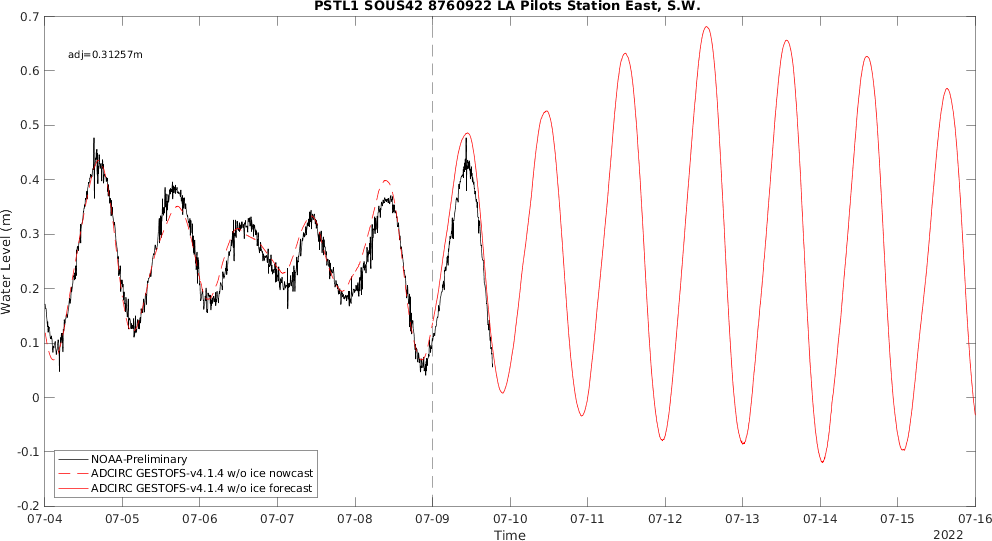 PSTL1 SOUS42 8760922 LA Pilots Station East, S.W.
0.7
adj=0.31257m
0.6
0.5
0.4
0.3
0.2
0.1
0
-0.1
-0.2
Water Level (m)
NOAA-Preliminary
ADCIRC GESTOFS-v4.1.4 w/o ice nowcast
ADCIRC GESTOFS-v4.1.4 w/o ice forecast
07-04 07-05 07-06 07-07 07-08 07-09 07-10 07-11 07-12 07-13 07-14 07-15 07-16
Time
2022